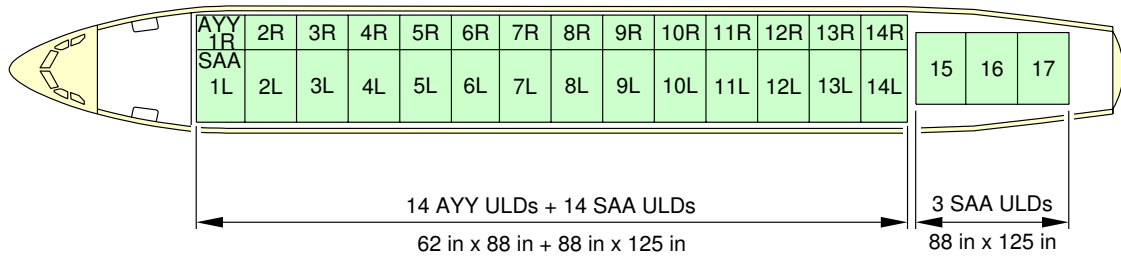 AYY
1R 2R 3R 4R 5R 6R 7R 8R 9R 10R 11R 12R 13R 14R
SAA
1L 2L 3L 4L 5L 6L 7L 8L 9L 10L 11L 12L 13L 14L
15 16 17
14 AYY ULDs + 14 SAA ULDs
62 in x 88 in + 88 in x 125 in
3 SAA ULDs
88 in x 125 in